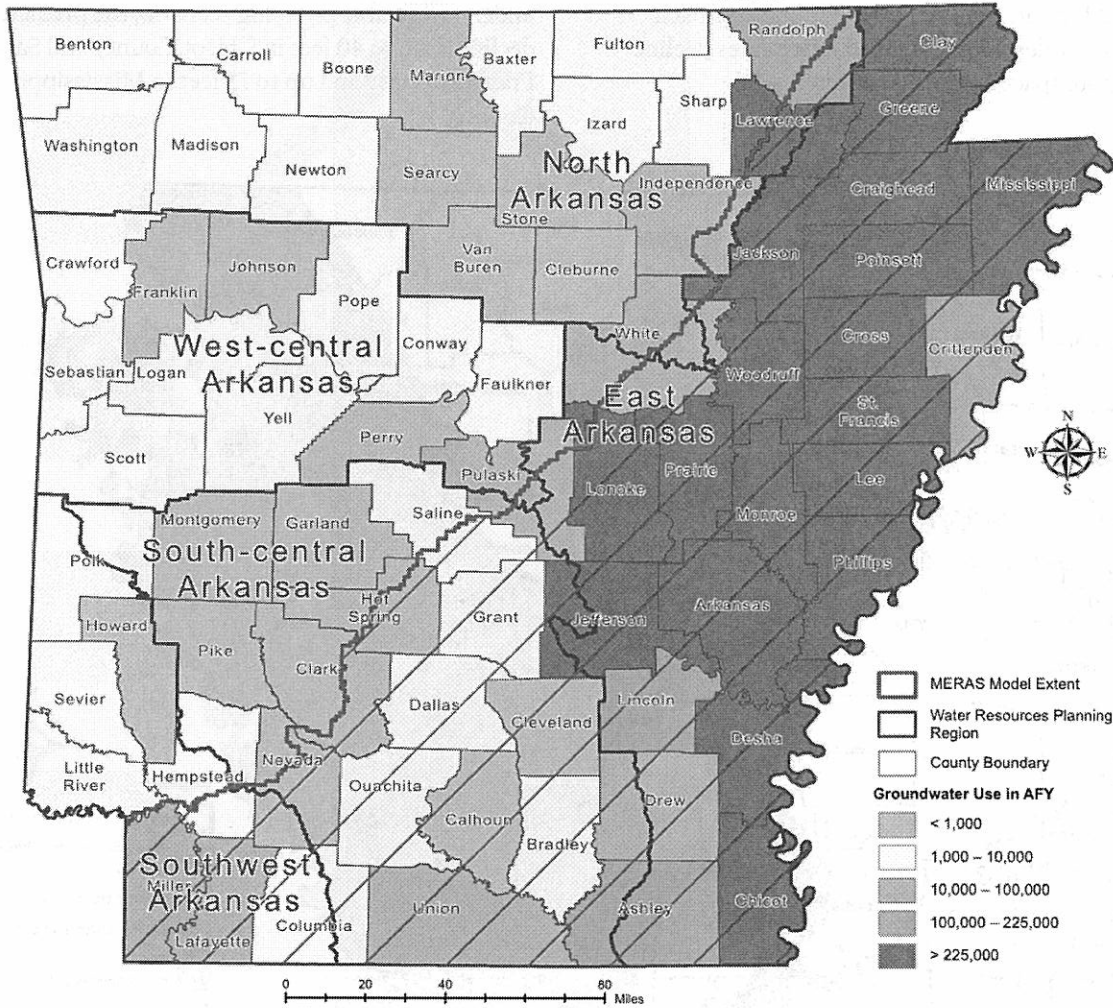 Benton
Carroll
Boone
Marion
Baxter
Fulton
Randolph
Clay
Sharp
Izard
Lawrence
Greene
Washington
Madison
Newton
Searcy
North
Arkansas
Stone
Independence
Craighead
Mississippi
Crawford
Franklin
Johnson
Pope
Van
Buren
Cleburne
Jackson
Poinsett
West-central
Arkansas
Sebastian
Logan
Conway
Faulkner
White
Woodruff
Cross
Crittenden
East
Arkansas
St.
Francis
Yell
Scott
Perry
Pulaski
Lonoke
Prairie
Monroe
Lee
Phillips
N
W
E
S
Polk
Montgomery
Garland
Saline
South-central
Arkansas
Hot
Spring
Grant
Jefferson
Arkansas
Howard
Pike
Clark
Sevier
Dallas
Cleveland
Lincoln
Desha
Little
River
Hempstead
Nevada
Ouachita
Calhoun
Bradley
Drew
Southwest
Arkansas
Miller
Lafayette
Columbia
Union
Ashley
Chicot
MERAS Model Extent
Water Resources Planning
Region
County Boundary
Groundwater Use in AFY
< 1,000
1,000 – 10,000
10,000 – 100,000
100,000 – 225,000
> 225,000
0 20 40 60 80
Miles